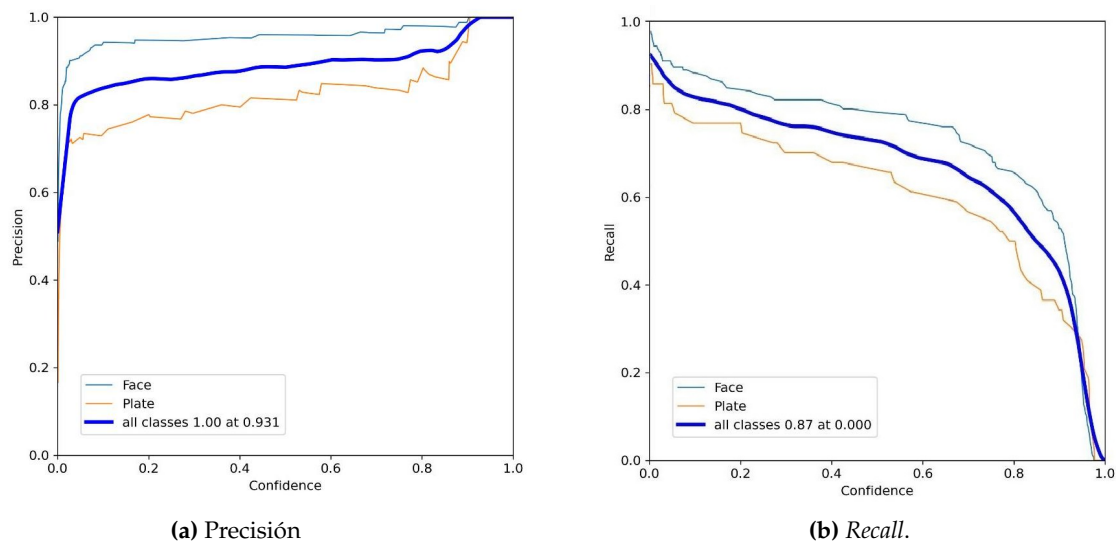 1.0
0.8
0.6
0.4
0.2
0.0
Precision
Face
Plate
all classes 1.00 at 0.931
0.0 0.2 0.4 0.6 0.8 1.0
Confidence
(a) Precisión
1.0
0.8
0.6
0.4
0.2
0.0
Recall
Face
Plate
all classes 0.87 at 0.000
0.0 0.2 0.4 0.6 0.8 1.0
Confidence
(b) Recall.